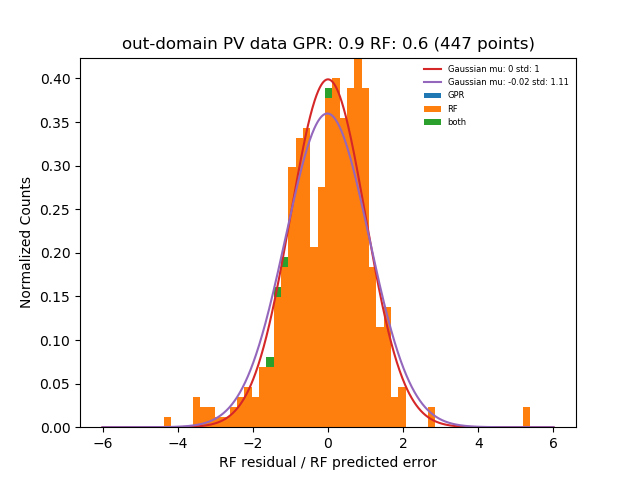 out-domain PV data GPR: 0.9 RF: 0.6 (447 points)
Gaussian mu: 0 std: 1
Gaussian mu: -0.02 std: 1.11
GPR
RF
both
Normalized Counts
0.40
0.35
0.30
0.25
0.20
0.15
0.10
0.05
0.00
−6 −4 −2 0 2 4 6
RF residual / RF predicted error